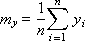 m_y = \frac{1}{n} \sum_{i=1}^{n} y_i